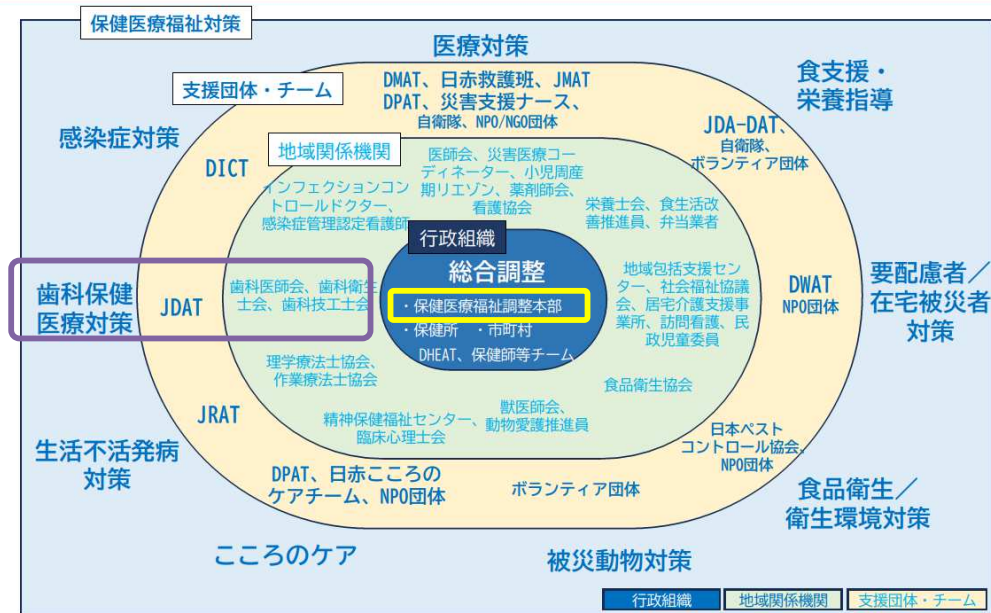 保健医療福祉対策
医療対策
支援団体・チーム
DMAT、日赤救護班、JMAT
DPAT、災害支援ナース、
自衛隊、NPO/NGO団体
食支援・
栄養指導
感染症対策
地域関係機関
JDA-DAT、
自衛隊、
ボランティア団体
DICT
医師会、災害医療コー
ディネーター、小児周産
期リエゾン、薬剤師会、
看護協会
インフェクションコン
トロールドクター、
感染症管理認定看護師
栄養士会、食生活改
善推進員、弁当業者
行政組織
総合調整
・保健医療福祉調整本部
・保健所 ・市町村
DHEAT、保健師等チーム
歯科保健
医療対策
JDAT
歯科医師会、歯科衛生
士会、歯科技工士会
地域包括支援セン
ター、社会福祉協議
会、居宅介護支援事
業所、訪問看護、民
政児童委員
DWAT
NPO団体
要配慮者／
在宅被災者
対策
理学療法士協会、
作業療法士協会
食品衛生協会
JRAT
精神保健福祉センター、
臨床心理士会
獣医師会、
動物愛護推進員
日本ペスト
コントロール協会、
NPO団体
生活不活発病
対策
DPAT、日赤こころの
ケアチーム、NPO団体
ボランティア団体
食品衛生／
衛生環境対策
こころのケア
被災動物対策
行政組織
地域関係機関
支援団体・チーム